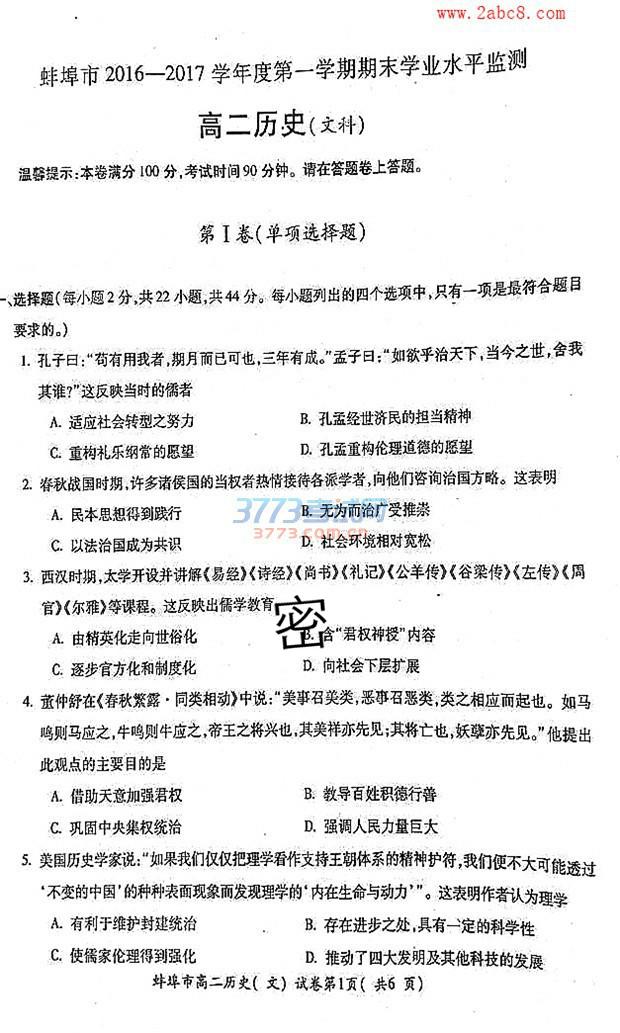 www.2abc8.com
蚌埠市2016—2017学年度第一学期期末学业水平监测
高二历史(文科)
温馨提示:本卷满分100分,考试时间90分钟。请在答题卷上答题。
第Ⅰ卷(单项选择题)
一、选择题(每小题2分,共22小题,共44分。每小题列出的四个选项中,只有一项是最符合题目
要求的。)
1. 孔子曰:“苟有用我者,期月而已可也,三年有成。”孟子曰:“如欲乎治天下,当今之世,舍我
其谁?”这反映当时的儒者
A. 适应社会转型之努力 B. 孔孟经世济民的担当精神
C. 重构礼乐纲常的愿望 D. 孔孟重构伦理道德的愿望
2. 春秋战国时期,许多诸侯国的当权者热情接待各派学者,向他们咨询治国方略。这表明
A. 民本思想得到践行 B. 无为而治广受推崇
3773考试网
3773.com.cn
C. 以法治国成为共识 D. 社会环境相对宽松
3. 西汉时期,太学开设并讲解《易经》《诗经》《尚书》《礼记》《公羊传》《谷梁传》《左传》《周
官》《尔雅》等课程。这反映出儒学教育
密
A. 由精英化走向世俗化 B. 含“君权神授”内容
C. 逐步官方化和制度化 D. 向社会下层扩展
4. 董仲舒在《春秋繁露·同类相动》中说:“美事召美类,恶事召恶类,类之相应而起也。如马
鸣则马应之,牛鸣则牛应之,帝王之将兴也,其美祥亦先见;其将亡也,妖孽亦先见。”他提出
此观点的主要目的是
A. 借助天意加强君权 B. 教导百姓积德行善
C. 巩固中央集权统治 D. 强调人民力量巨大
5. 美国历史学家说:“如果我们仅仅把理学看作支持王朝体系的精神护符,我们便不大可能透过
‘不变的中国’的种种表面现象而发现理学的‘内在生命与动力’”。这表明作者认为理学
A. 有利于维护封建统治 B. 存在进步之处,具有一定的科学性
C. 使儒家伦理得到强化 D. 推动了四大发明及其他科技的发展
蚌埠市高二历史(文)试卷第1页(共6页)